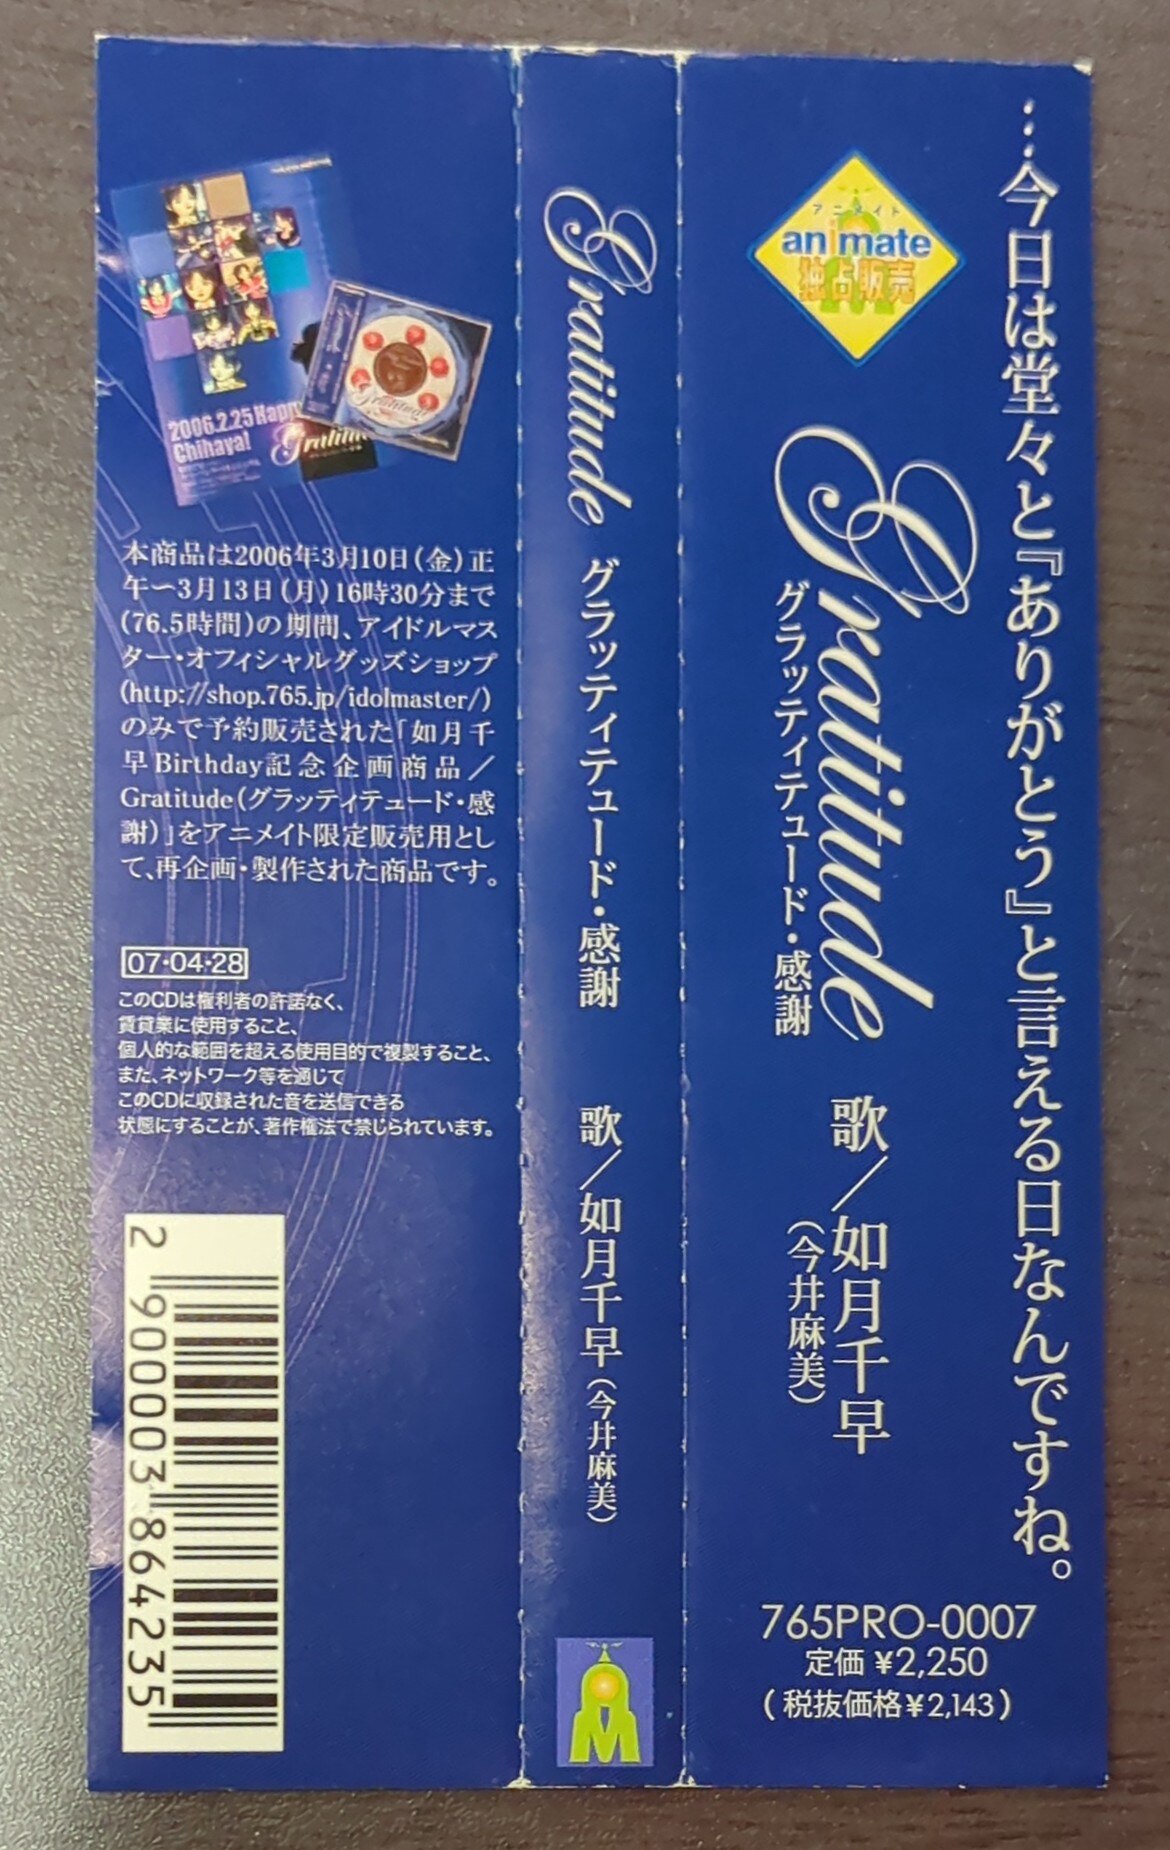 …今日は堂々と『ありがとう』と言える日なんですね。
アニメイト
animate
独占販売
Gratitude
グラッティテュード・感謝
歌／如月千早
（今井麻美）
765PRO-0007
定価 ¥2,250
（税抜価格¥2,143）
Gratitude グラッティテュード・感謝 歌／如月千早（今井麻美）
2006.2.25 Happy
Chihaya!
Gratitude
Gratitude
本商品は2006年3月10日（金）正
午〜3月13日（月）16時30分まで
（76.5時間）の期間、アイドルマス
ター・オフィシャルグッズショップ
（http://shop.765.jp/idolmaster/）
のみで予約販売された「如月千
早Birthday記念企画商品／
Gratitude（グラッティテュード・感
謝）」をアニメイト限定販売用とし
て、再企画・製作された商品です。
07・04・28
このCDは権利者の許諾なく、
賃貸業に使用すること、
個人的な範囲を超える使用目的で複製すること、
また、ネットワーク等を通じて
このCDに収録された音を送信できる
状態にすることが、著作権法で禁じられています。
2 900003 864235